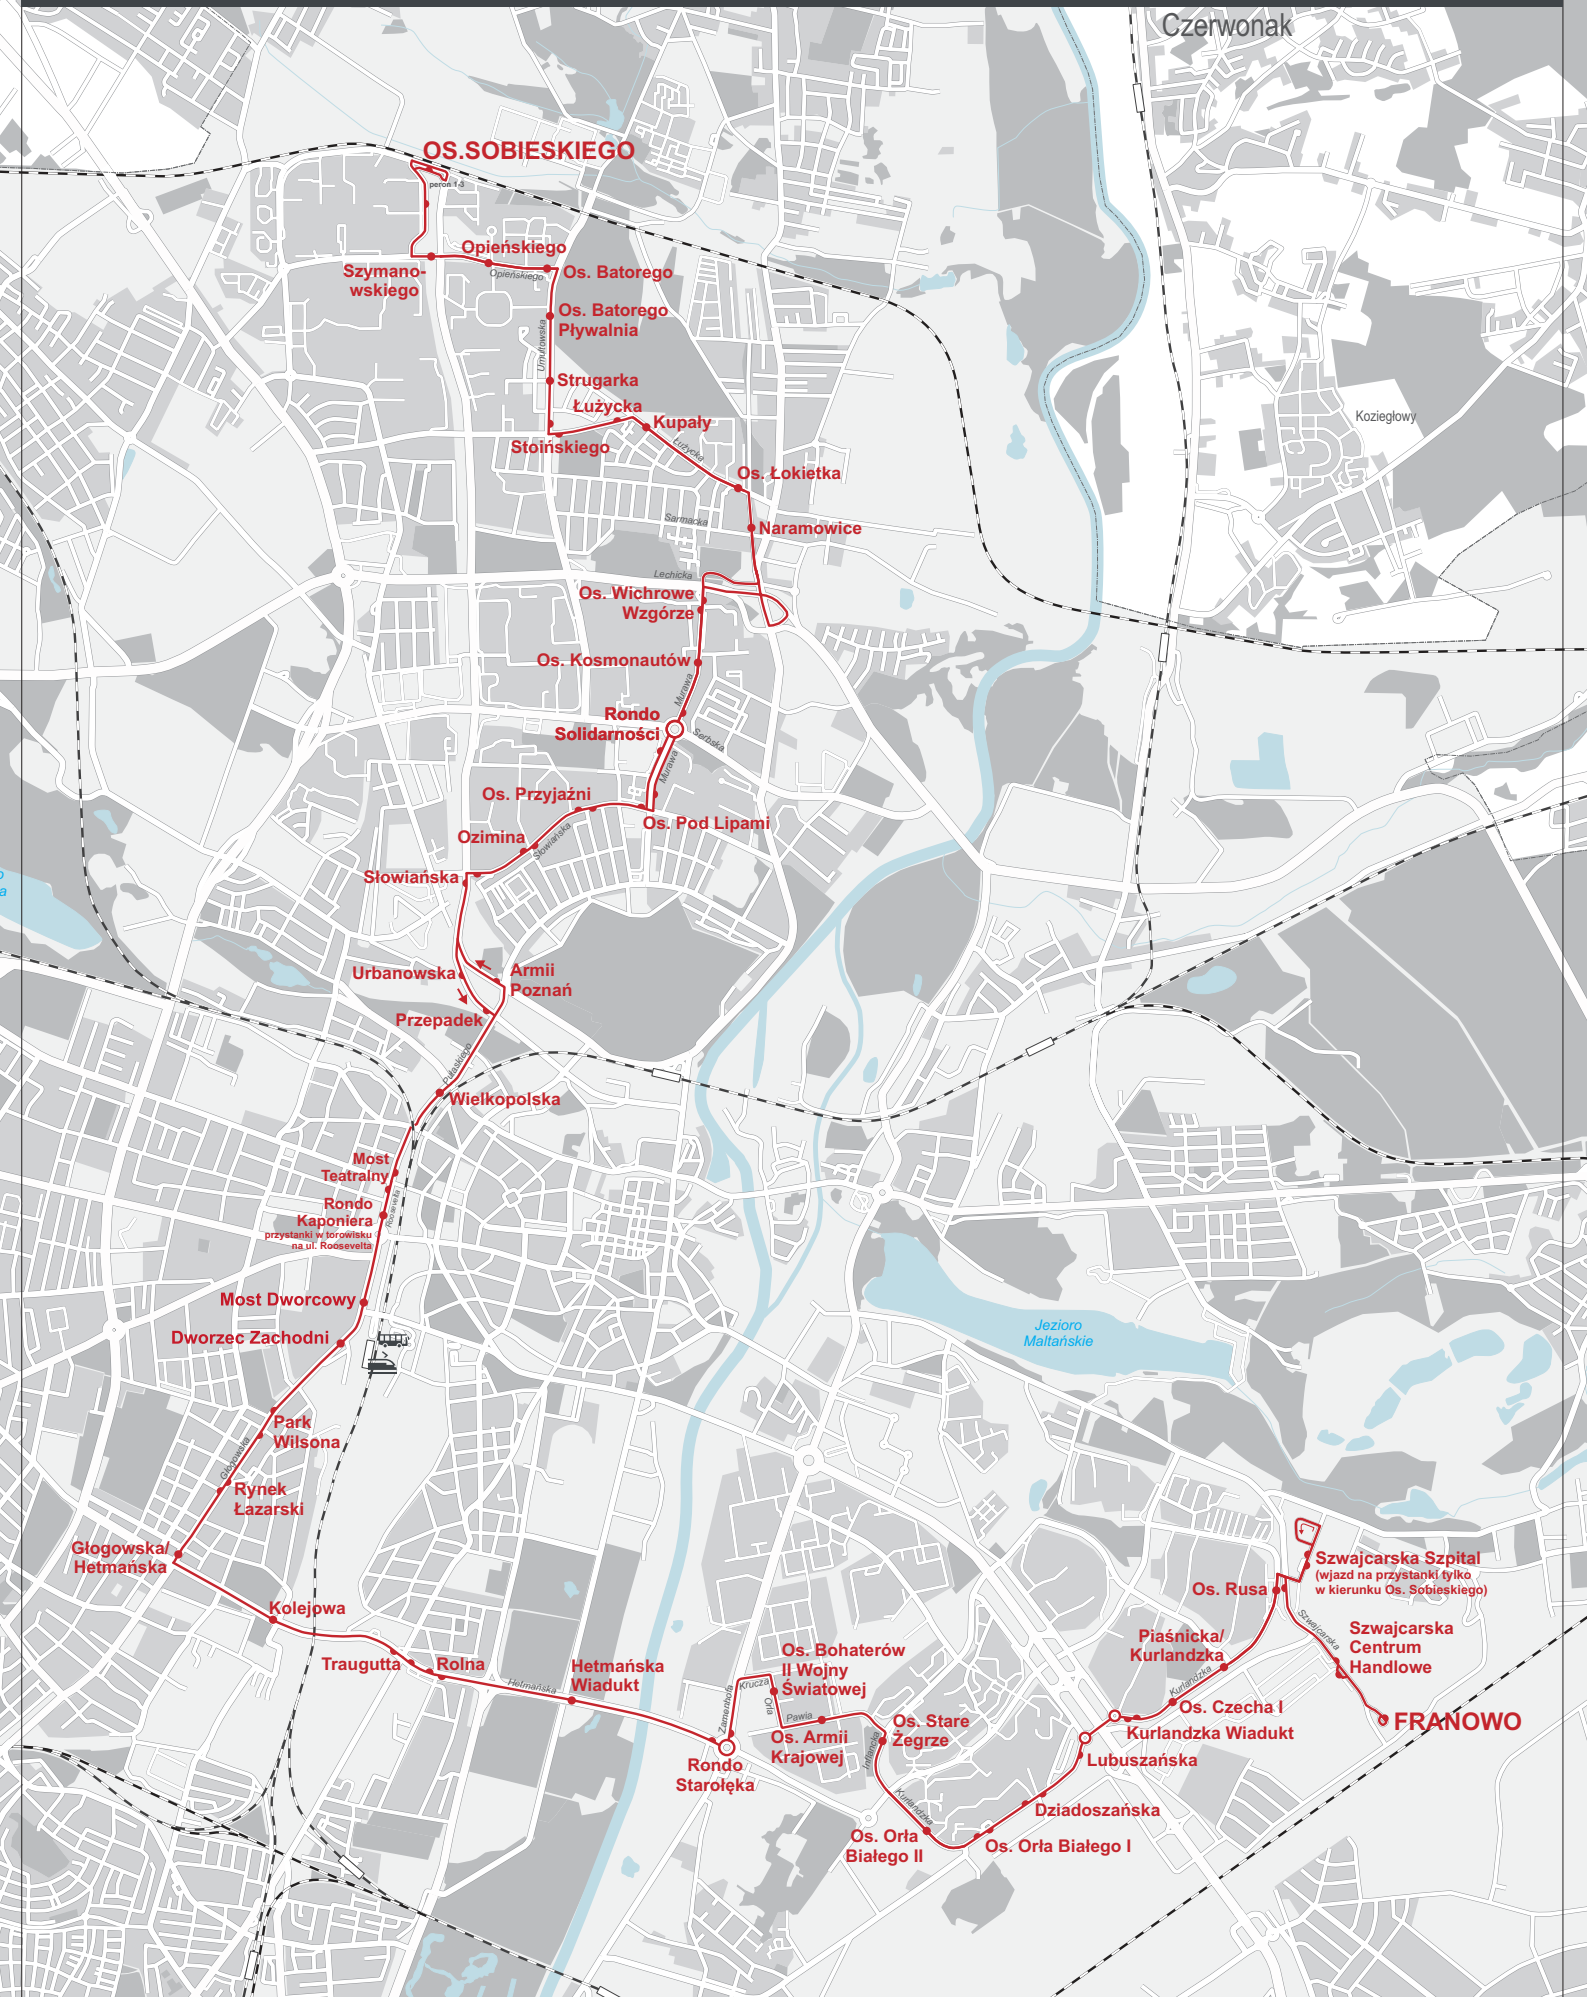 Czerwonak
OS.SOBIESKIEGO
peron 1-3
Opieńskiego
Szymano-
wskiego
Opieńskiego
Os. Batorego
Os. Batorego
Pływalnia
Umultowska
Strugarka
Łużycka
Kupały
Koziegłowy
Stoińskiego
Łużycka
Os. Łokietka
Sarmacka
Naramowice
Lechicka
Os. Wichrowe
Wzgórze
Os. Kosmonautów
Murawa
Rondo
Solidarności
Serbska
Murawa
Os. Przyjaźni
Os. Pod Lipami
Ozimina
Słowiańska
Słowiańska
Urbanowska
Armii
Poznań
Przepadek
Pułaskiego
Wielkopolska
Most
Teatralny
Rondo
Kaponiera
przystanki w torowisku
na ul. Roosevelta
Roosevelta
Most Dworcowy
Dworzec Zachodni
Jezioro
Maltańskie
Park
Wilsona
Głogowska
Rynek
Łazarski
Głogowska/
Hetmańska
Kolejowa
Traugutta
Rolna
Hetmańska
Hetmańska
Wiadukt
Rondo
Starołęka
Zamenhofa
Krucza
Orla
Os. Bohaterów
II Wojny
Światowej
Pawia
Os. Armii
Krajowej
Inflancka
Os. Stare
Żegrze
Kurlandzka
Os. Orła
Białego II
Os. Orła Białego I
Dziadoszańska
Lubuszańska
Kurlandzka Wiadukt
Os. Czecha I
Kurlandzka
Piaśnicka/
Kurlandzka
Os. Rusa
Szwajcarska Szpital
(wjazd na przystanki tylko
w kierunku Os. Sobieskiego)
Szwajcarska
Szwajcarska
Centrum
Handlowe
FRANOWO